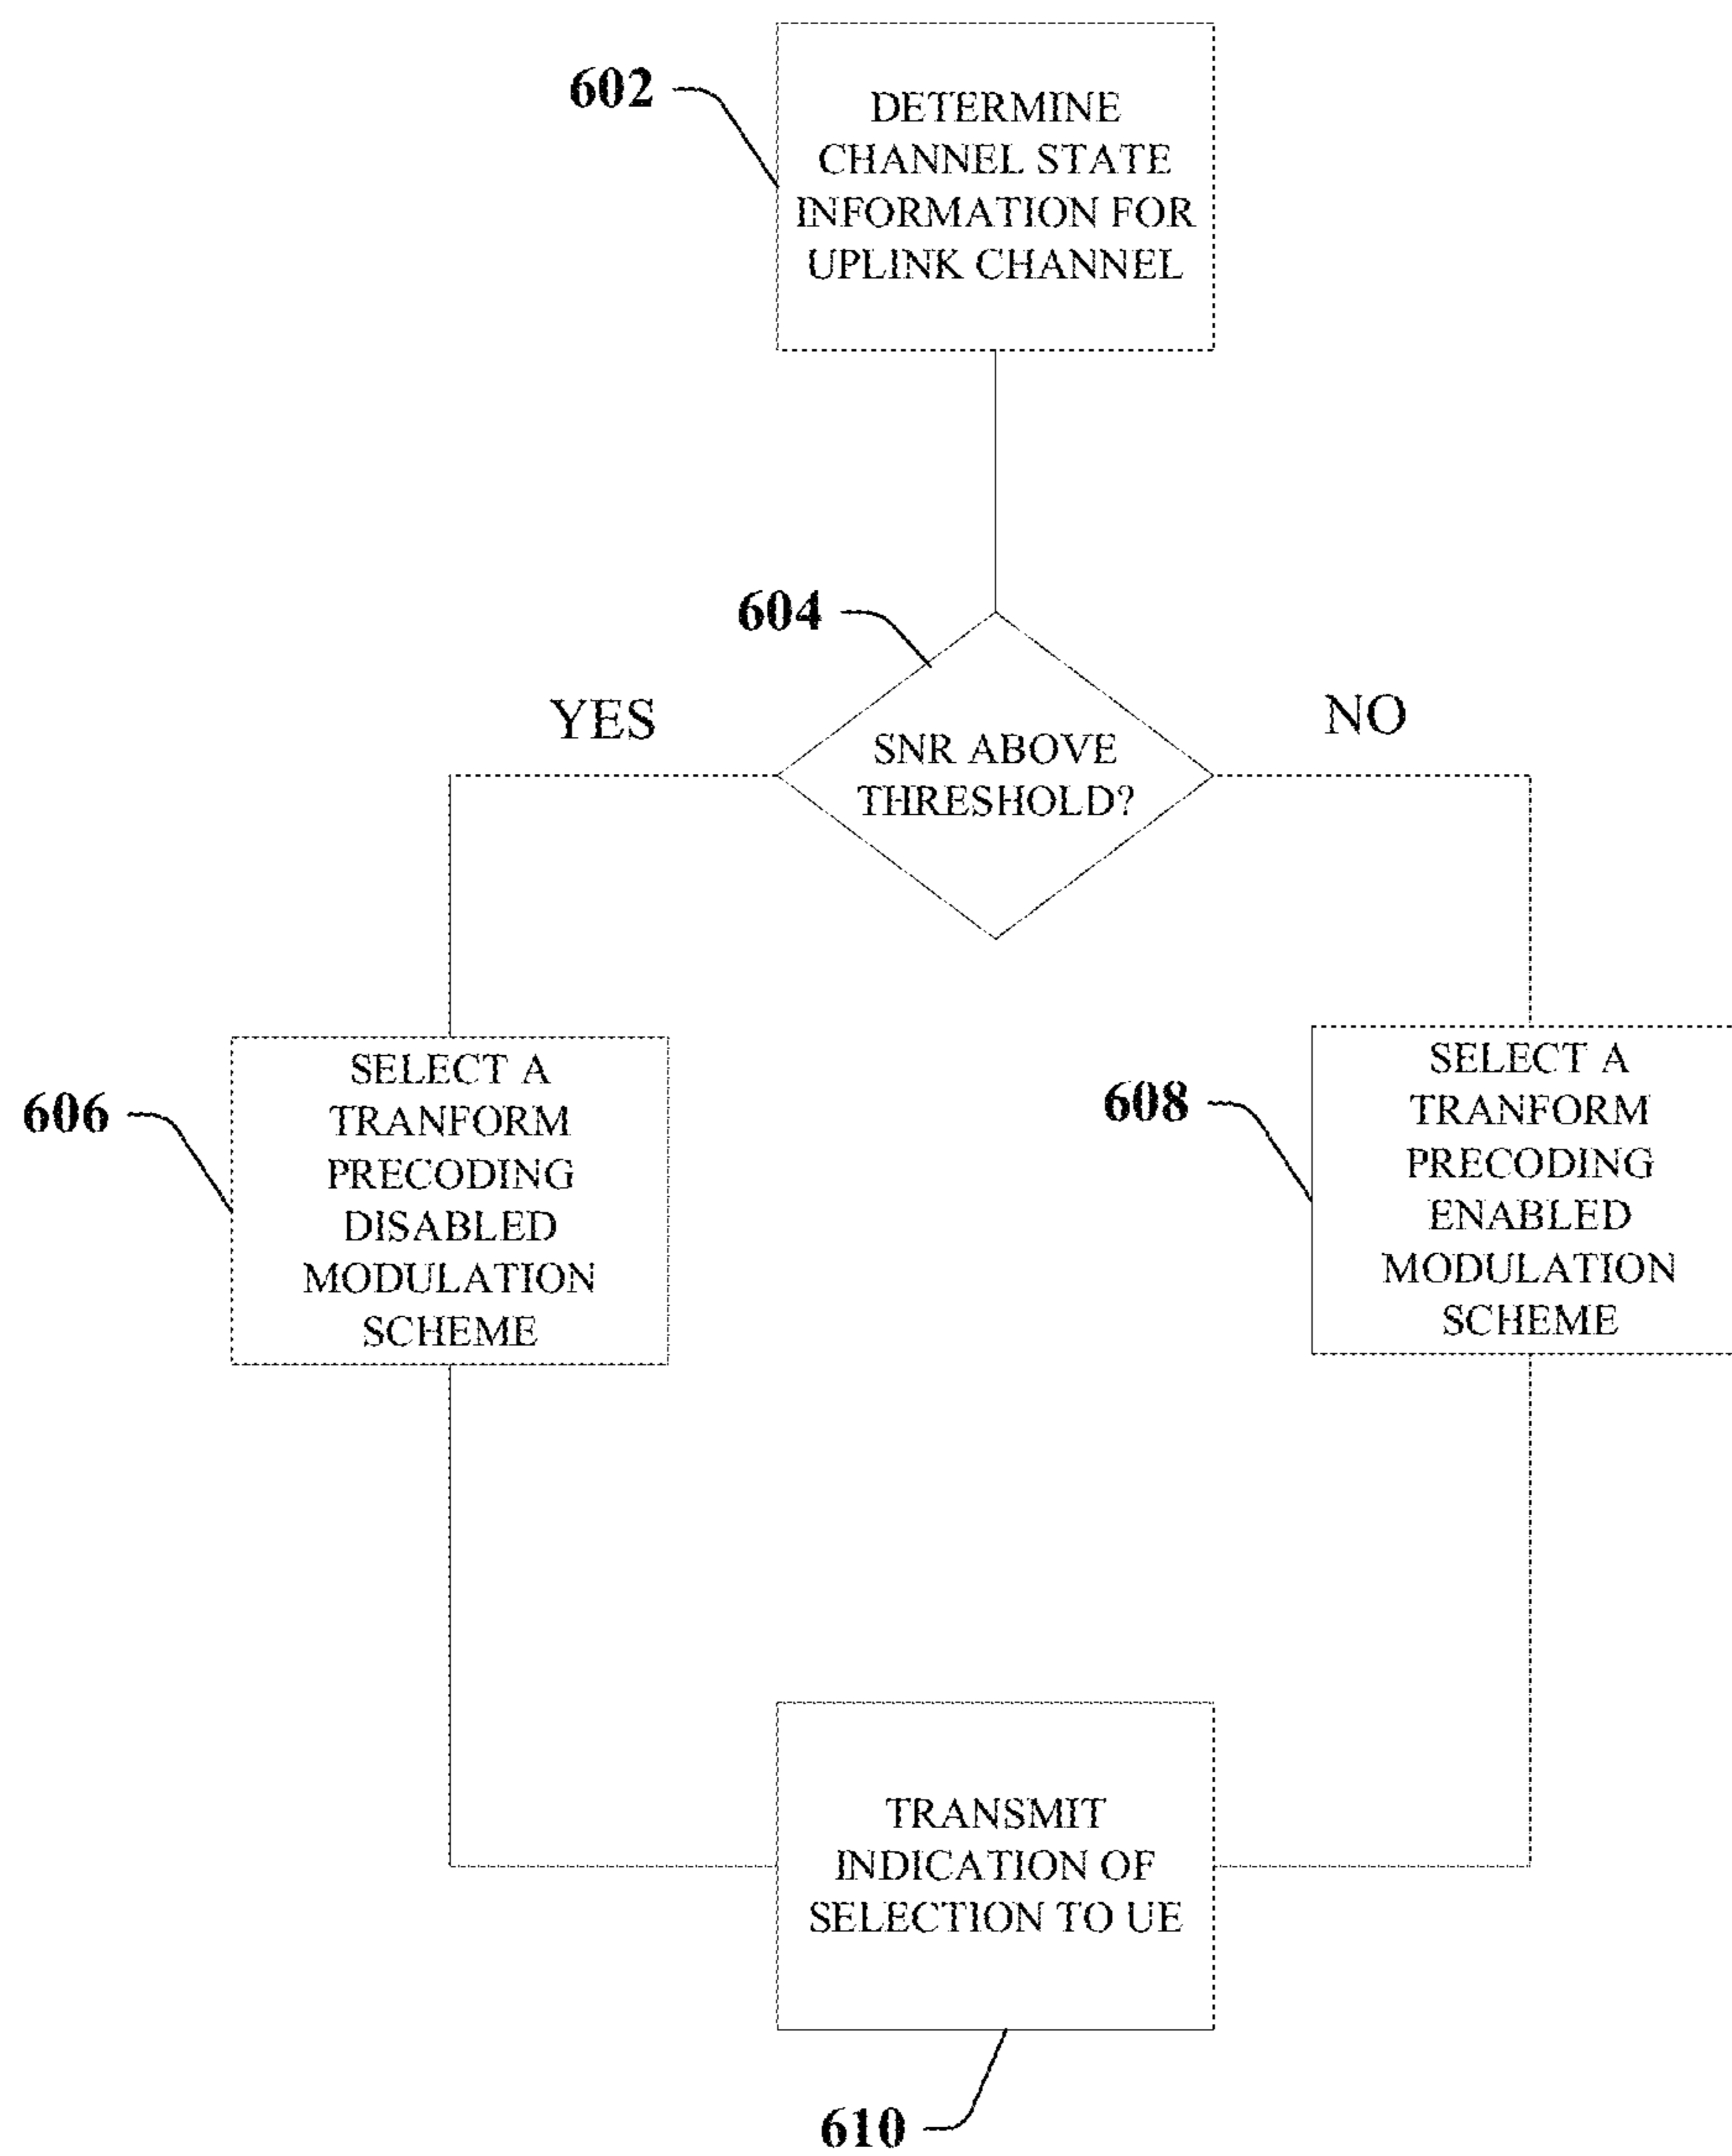 602
DETERMINE
CHANNEL STATE
INFORMATION FOR
UPLINK CHANNEL
604
YES
NO
SNR ABOVE
THRESHOLD?
606
SELECT A
TRANFORM
PRECODING
DISABLED
MODULATION
SCHEME
608
SELECT A
TRANFORM
PRECODING
ENABLED
MODULATION
SCHEME
TRANSMIT
INDICATION OF
SELECTION TO UE
610